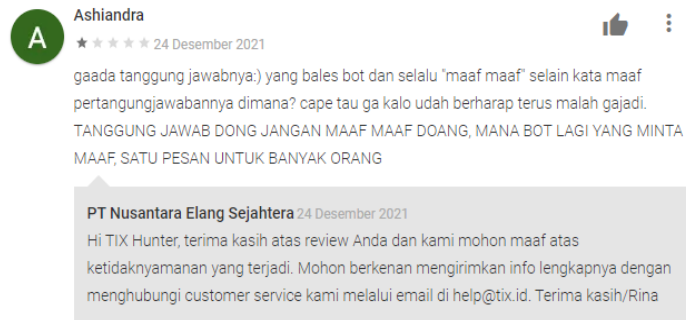 A
Ashiandra
24 Desember 2021
gaada tanggung jawabnya:) yang bales bot dan selalu "maaf maaf" selain kata maaf
pertangungjawabannya dimana? cape tau ga kalo udah berharap terus malah gajadi.
TANGGUNG JAWAB DONG JANGAN MAAF MAAF DOANG, MANA BOT LAGI YANG MINTA
MAAF, SATU PESAN UNTUK BANYAK ORANG
PT Nusantara Elang Sejahtera 24 Desember 2021
Hi TIX Hunter, terima kasih atas review Anda dan kami mohon maaf atas
ketidaknyamanan yang terjadi. Mohon berkenan mengirimkan info lengkapnya dengan
menghubungi customer service kami melalui email di help@tix.id. Terima kasih/Rina